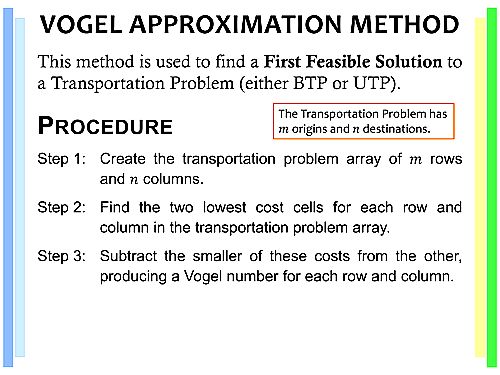 VOGEL APPROXIMATION METHOD
This method is used to find a First Feasible Solution to
a Transportation Problem (either BTP or UTP).
The Transportation Problem has
m origins and n destinations.
PROCEDURE
Step 1: Create the transportation problem array of m rows
and n columns.
Step 2: Find the two lowest cost cells for each row and
column in the transportation problem array.
Step 3: Subtract the smaller of these costs from the other,
producing a Vogel number for each row and column.